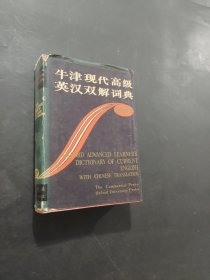 牛津现代高级
英汉双解词典
ADVANCED LEARNER'S
DICTIONARY OF CURRENT
ENGLISH
WITH CHINESE TRANSLATION
The Commercial Press
Oxford University Press